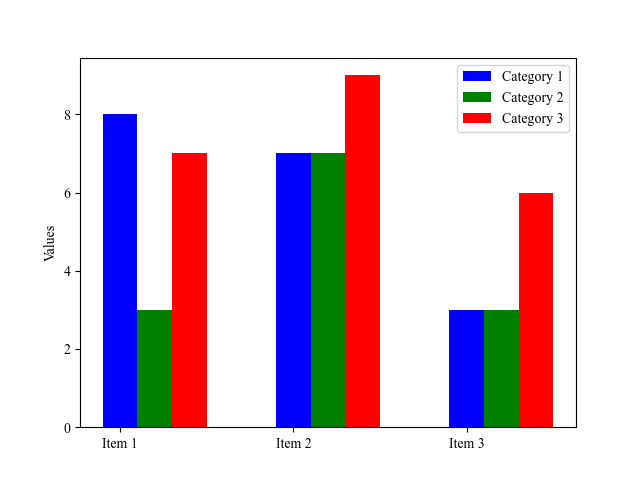 Category 1
Category 2
Category 3
Values
8
6
4
2
0
Item 1
Item 2
Item 3